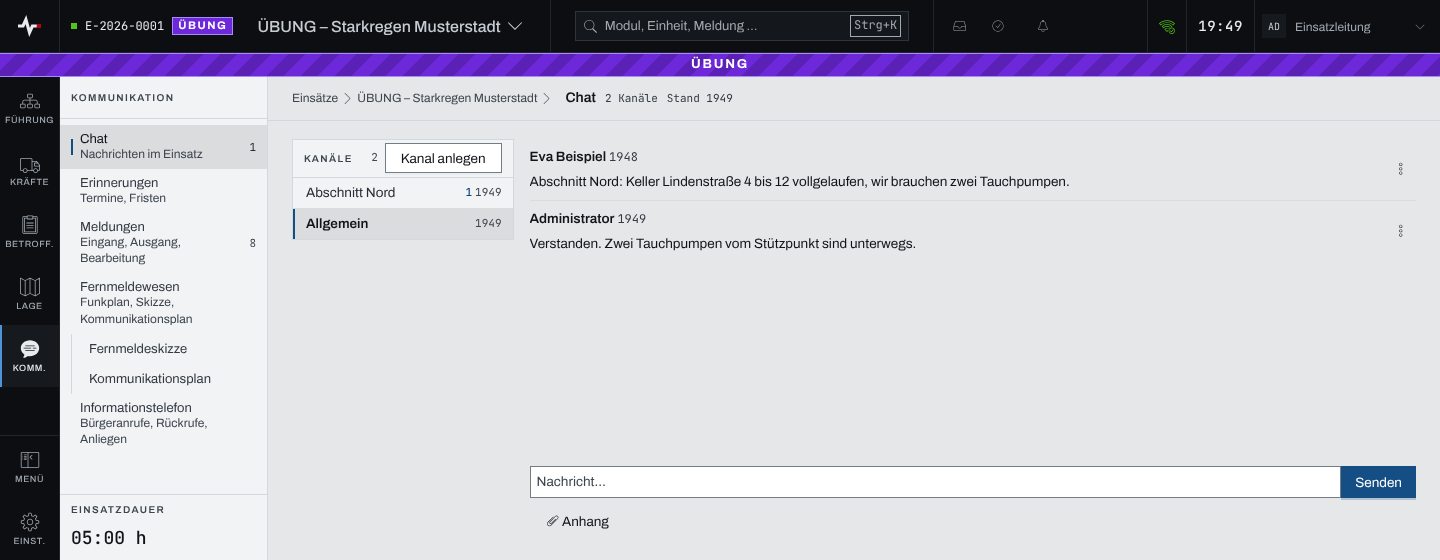 E-2026-0001 ÜBUNG ÜBUNG – Starkregen Musterstadt Modul, Einheit, Meldung ... Strg+K 19:49 AD Einsatzleitung
ÜBUNG
FÜHRUNG
KRÄFTE
BETROFF.
LAGE
KOMM.
MENÜ
EINST.
KOMMUNIKATION
Chat
Nachrichten im Einsatz
1
Erinnerungen
Termine, Fristen
Meldungen
Eingang, Ausgang,
Bearbeitung
8
Fernmeldewesen
Funkplan, Skizze,
Kommunikationsplan
Fernmeldeskizze
Kommunikationsplan
Informationstelefon
Bürgeranrufe, Rückrufe,
Anliegen
EINSATZDAUER
05:00 h
Einsätze ÜBUNG – Starkregen Musterstadt Chat 2 Kanäle Stand 1949
KANÄLE 2 Kanal anlegen
Abschnitt Nord 1 1949
Allgemein 1949
Eva Beispiel 1948
Abschnitt Nord: Keller Lindenstraße 4 bis 12 vollgelaufen, wir brauchen zwei Tauchpumpen.
Administrator 1949
Verstanden. Zwei Tauchpumpen vom Stützpunkt sind unterwegs.
Nachricht... Senden
Anhang